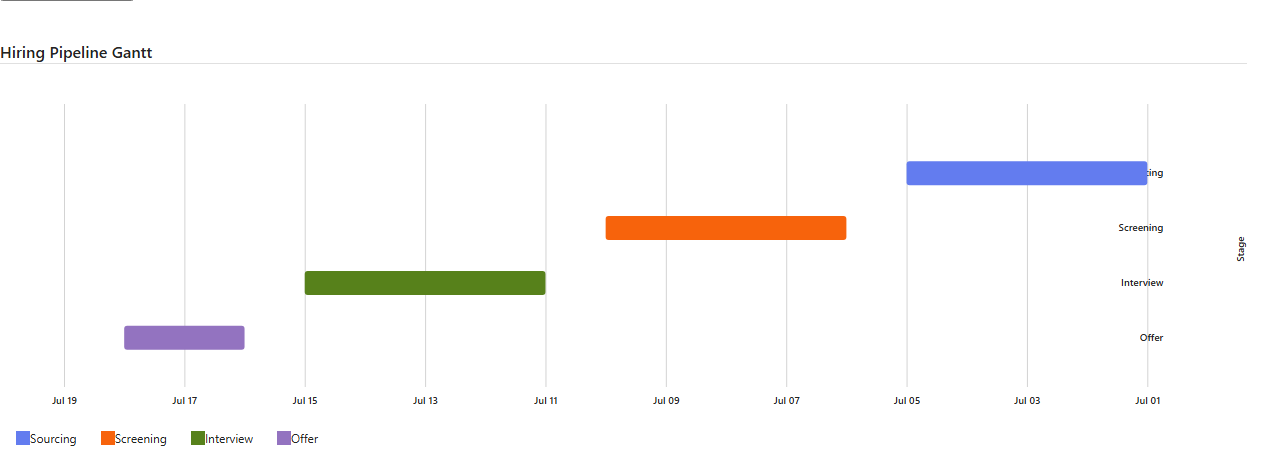 Hiring Pipeline Gantt
Screening
Stage
Interview
Offer
Jul 19 Jul 17 Jul 15 Jul 13 Jul 11 Jul 09 Jul 07 Jul 05 Jul 03 Jul 01
Sourcing Screening Interview Offer